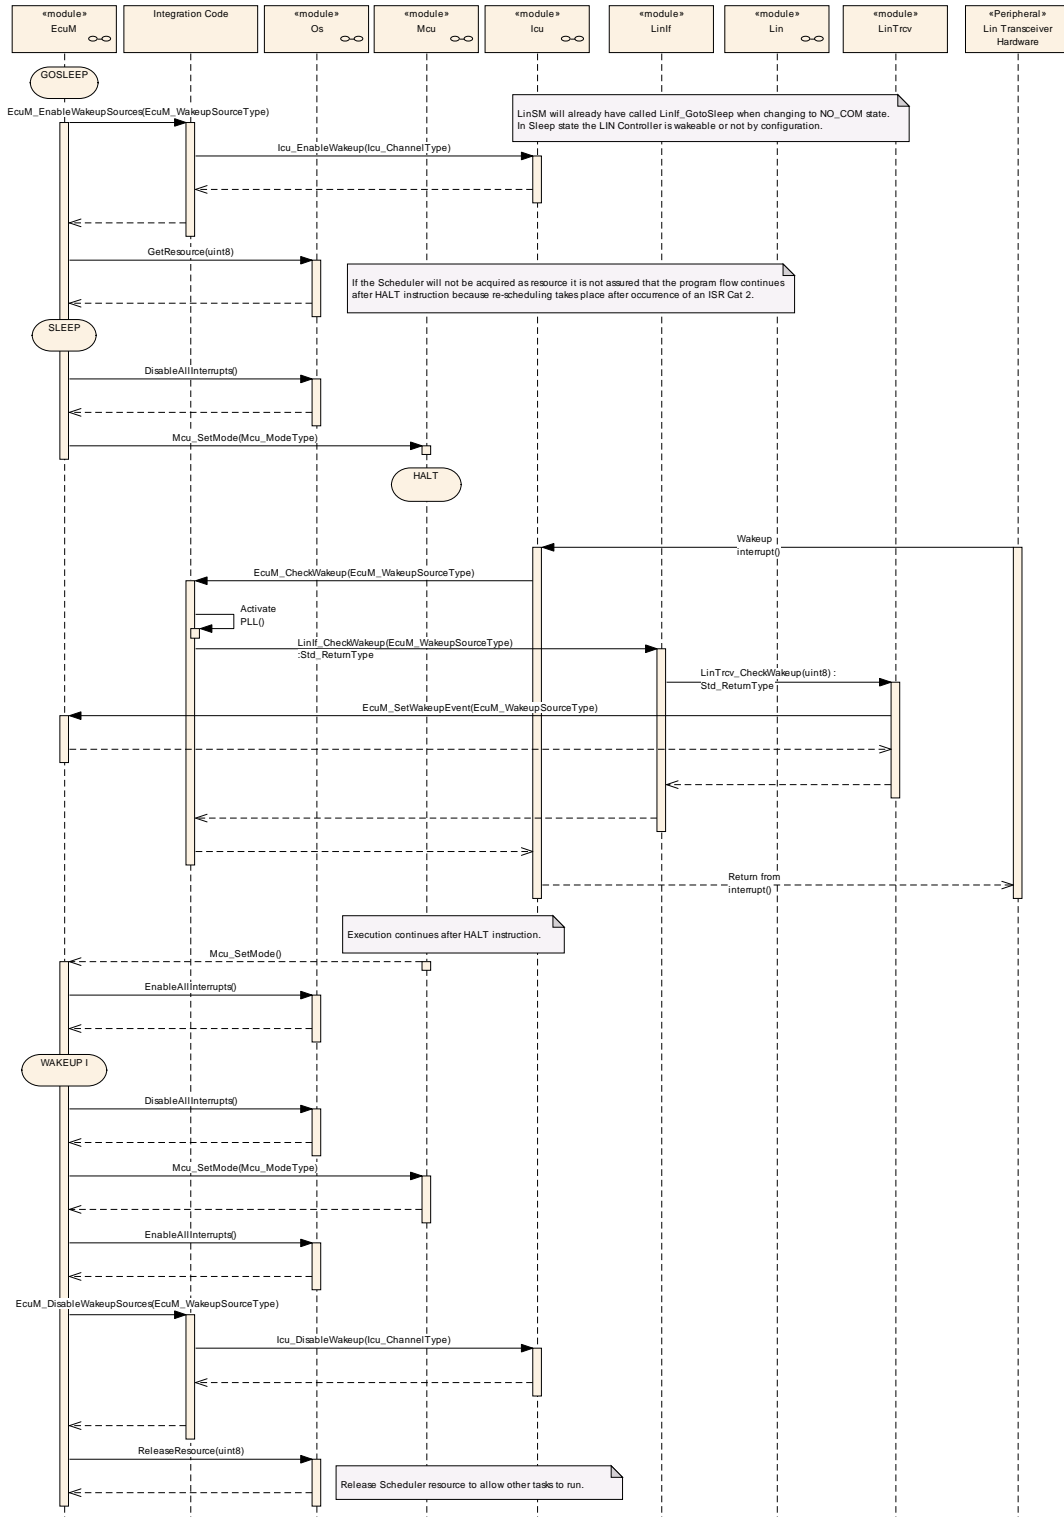 «module»
EcuM
Integration Code
«module»
Os
«module»
Mcu
«module»
Icu
«module»
LinIf
«module»
Lin
«module»
LinTrcv
«Peripheral»
Lin Transceiver
Hardware
GOSLEEP
EcuM_EnableWakeupSources(EcuM_WakeupSourceType)
LinSM will already have called LinIf_GotoSleep when changing to NO_COM state.
In Sleep state the LIN Controller is wakeable or not by configuration.
Icu_EnableWakeup(Icu_ChannelType)
GetResource(uint8)
If the Scheduler will not be acquired as resource it is not assured that the program flow continues
after HALT instruction because re-scheduling takes place after occurrence of an ISR Cat 2.
SLEEP
DisableAllInterrupts()
Mcu_SetMode(Mcu_ModeType)
HALT
Wakeup
interrupt()
EcuM_CheckWakeup(EcuM_WakeupSourceType)
Activate
PLL()
LinIf_CheckWakeup(EcuM_WakeupSourceType)
:Std_ReturnType
LinTrcv_CheckWakeup(uint8) :
Std_ReturnType
EcuM_SetWakeupEvent(EcuM_WakeupSourceType)
Return from
interrupt()
Execution continues after HALT instruction.
Mcu_SetMode()
EnableAllInterrupts()
WAKEUP I
DisableAllInterrupts()
Mcu_SetMode(Mcu_ModeType)
EnableAllInterrupts()
EcuM_DisableWakeupSources(EcuM_WakeupSourceType)
Icu_DisableWakeup(Icu_ChannelType)
ReleaseResource(uint8)
Release Scheduler resource to allow other tasks to run.